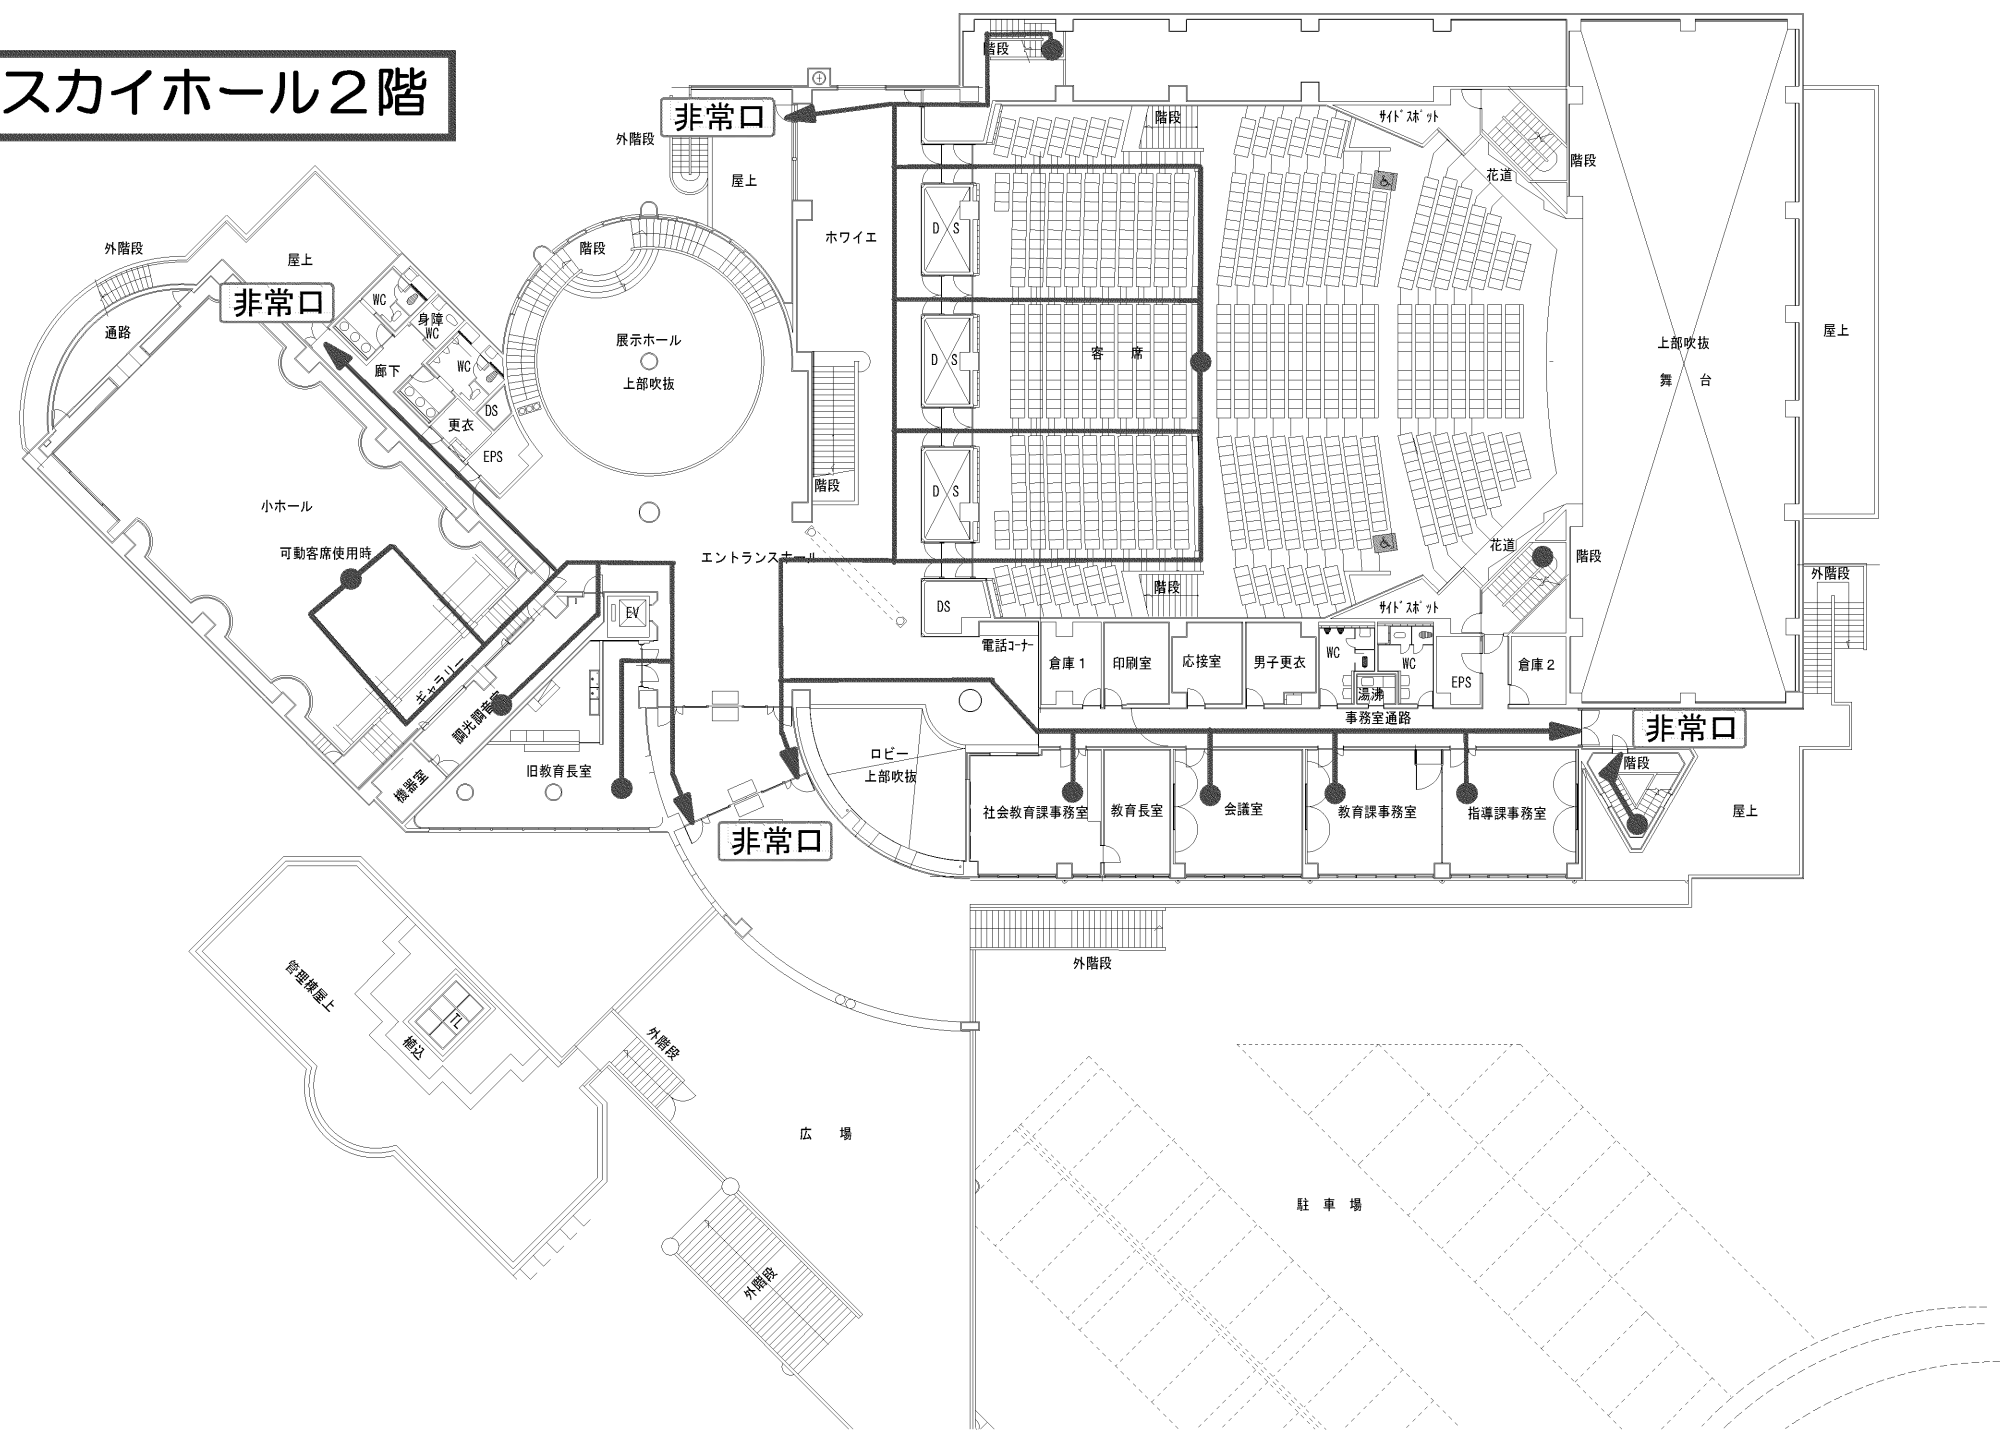 スカイホール２階
階段
非常口
外階段
屋上
サイドスポット
階段
花道
階段
ホワイエ
外階段
屋上
非常口
通路
WC
身障
WC
廊下
WC
DS
更衣
EPS
階段
展示ホール
上部吹抜
階段
D S
D S
D S
客 席
上部吹抜
舞 台
屋上
小ホール
可動客席使用時
エントランスホール
DS
階段
サイドスポット
花道
階段
外階段
EV
ギャラリー
調光調音室
機器室
旧教育長室
電話コーナー
倉庫１
印刷室
応接室
男子更衣
WC
WC
湯沸
EPS
倉庫２
事務室通路
非常口
ロビー
上部吹抜
社会教育課事務室
教育長室
会議室
教育課事務室
指導課事務室
階段
屋上
非常口
外階段
管理棟屋上
TL
植込
外階段
広 場
外階段
駐 車 場